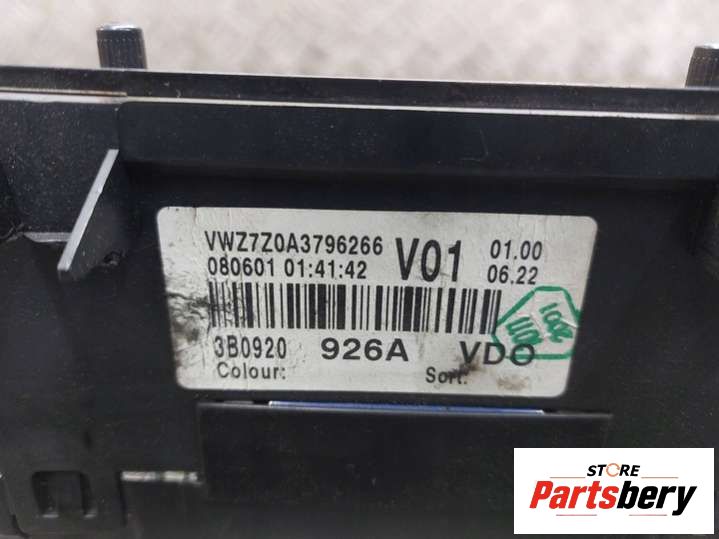 VWZ7Z0A3796266 V01 01.00
080601 01:41:42 06.22
3B0920 926A VDO
Colour: Sort:
STORE
Partsbery